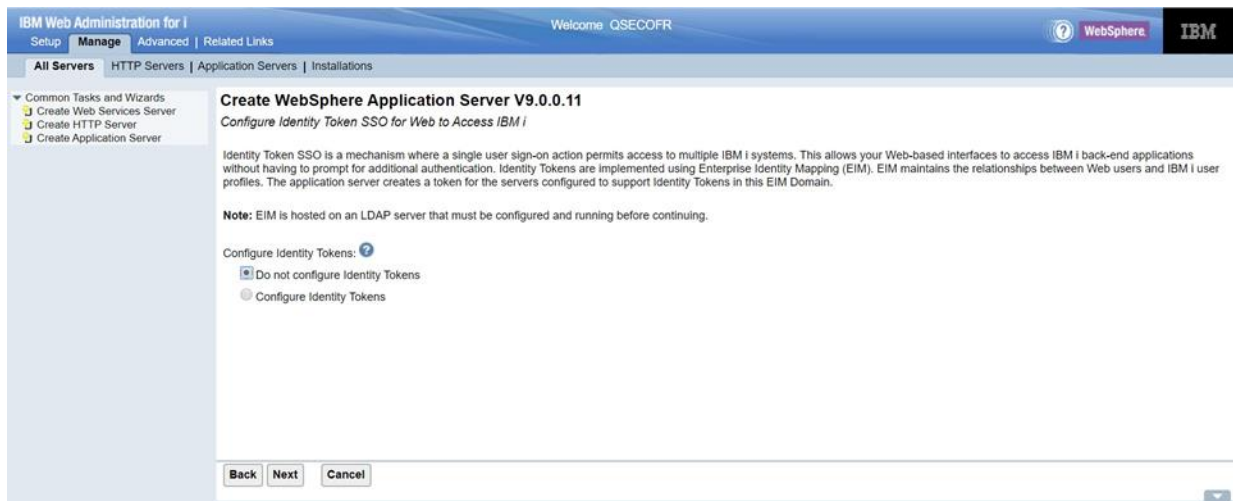 IBM Web Administration for i
Welcome QSECOFR
? WebSphere. IBM
Setup Manage Advanced | Related Links
All Servers HTTP Servers | Application Servers | Installations
Common Tasks and Wizards
Create Web Services Server
Create HTTP Server
Create Application Server
Create WebSphere Application Server V9.0.0.11
Configure Identity Token SSO for Web to Access IBM i
Identity Token SSO is a mechanism where a single user sign-on action permits access to multiple IBM i systems. This allows your Web-based interfaces to access IBM i back-end applications
without having to prompt for additional authentication. Identity Tokens are implemented using Enterprise Identity Mapping (EIM). EIM maintains the relationships between Web users and IBM i user
profiles. The application server creates a token for the servers configured to support Identity Tokens in this EIM Domain.
Note: EIM is hosted on an LDAP server that must be configured and running before continuing.
Configure Identity Tokens: ?
Do not configure Identity Tokens
Configure Identity Tokens
Back Next Cancel